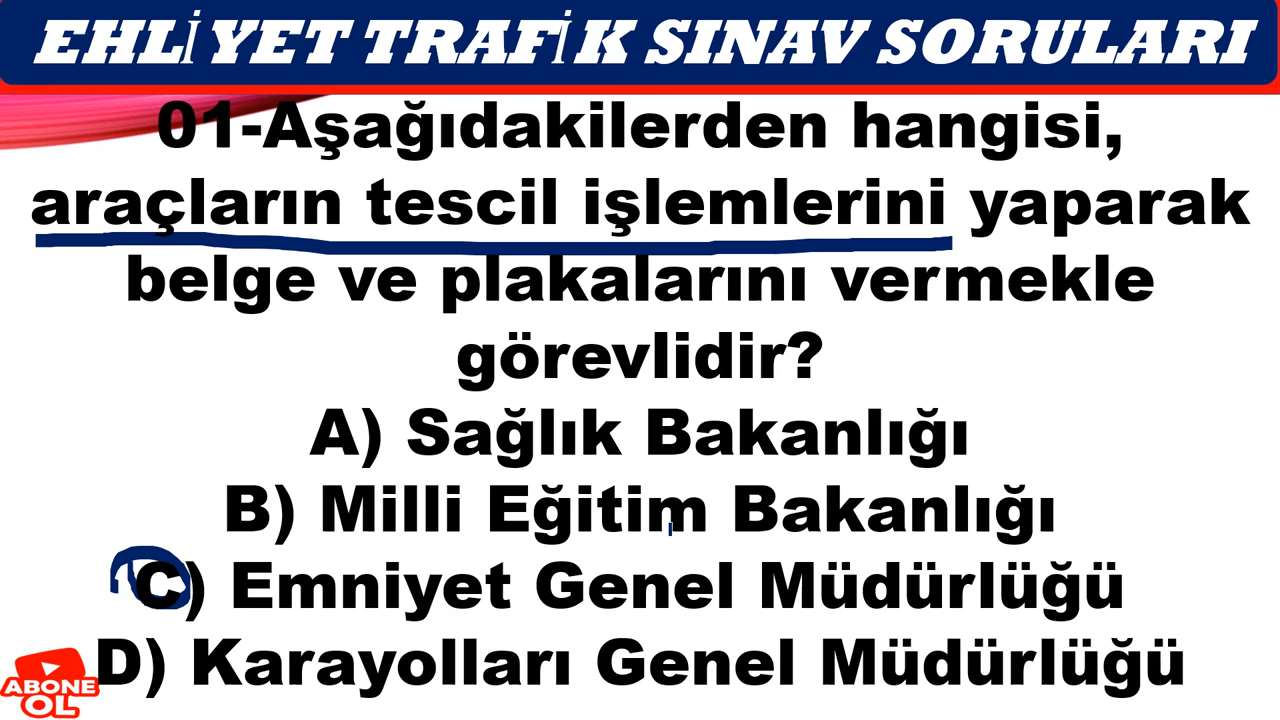 EHLİYET TRAFİK SINAV SORULARI
01-Aşağıdakilerden hangisi,
araçların tescil işlemlerini yaparak
belge ve plakalarını vermekle
görevlidir?
A) Sağlık Bakanlığı
B) Milli Eğitim Bakanlığı
C) Emniyet Genel Müdürlüğü
D) Karayolları Genel Müdürlüğü
ABONE
OL